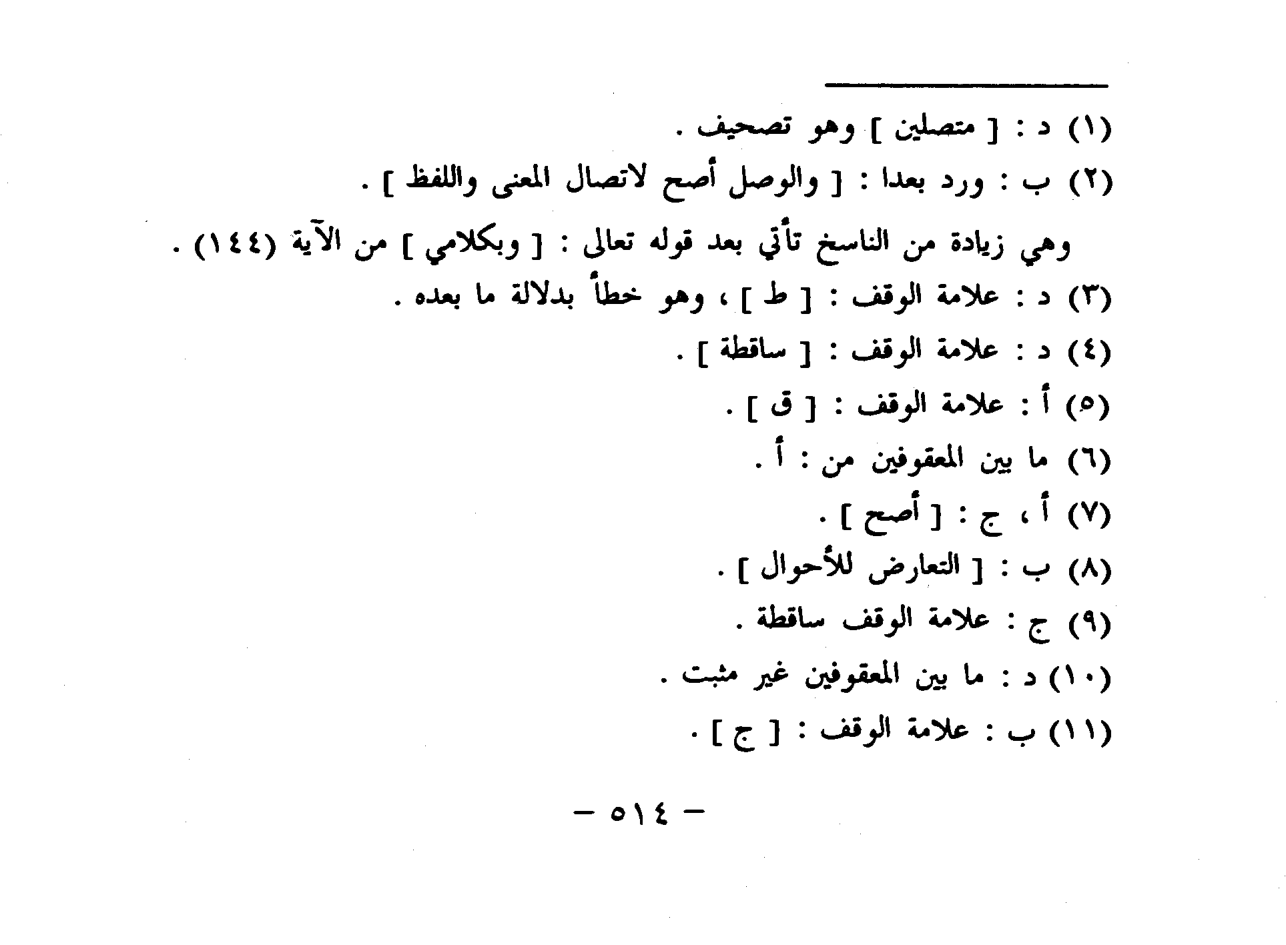 (١) د : [ متصلين ] وهو تصحيف .
(٢) ب : ورد بعدا : [ والوصل أصح لاتصال المعنى واللفظ ] .
وهي زيادة من الناسخ تأتي بعد قوله تعالى : [ وبكلامي ] من الآية (١٤٤) .
(٣) د : علامة الوقف : [ ط ] ، وهو خطأ بدلالة ما بعده .
(٤) د : علامة الوقف : [ ساقطة ] .
(٥) أ : علامة الوقف : [ ق ] .
(٦) ما بين المعقوفين من : أ .
(٧) أ ، ج : [ أصح ] .
(٨) ب : [ التعارض للأحوال ] .
(٩) ج : علامة الوقف ساقطة .
(١٠) د : ما بين المعقوفين غير مثبت .
(١١) ب : علامة الوقف : [ ج ] .
– ٥١٤ –